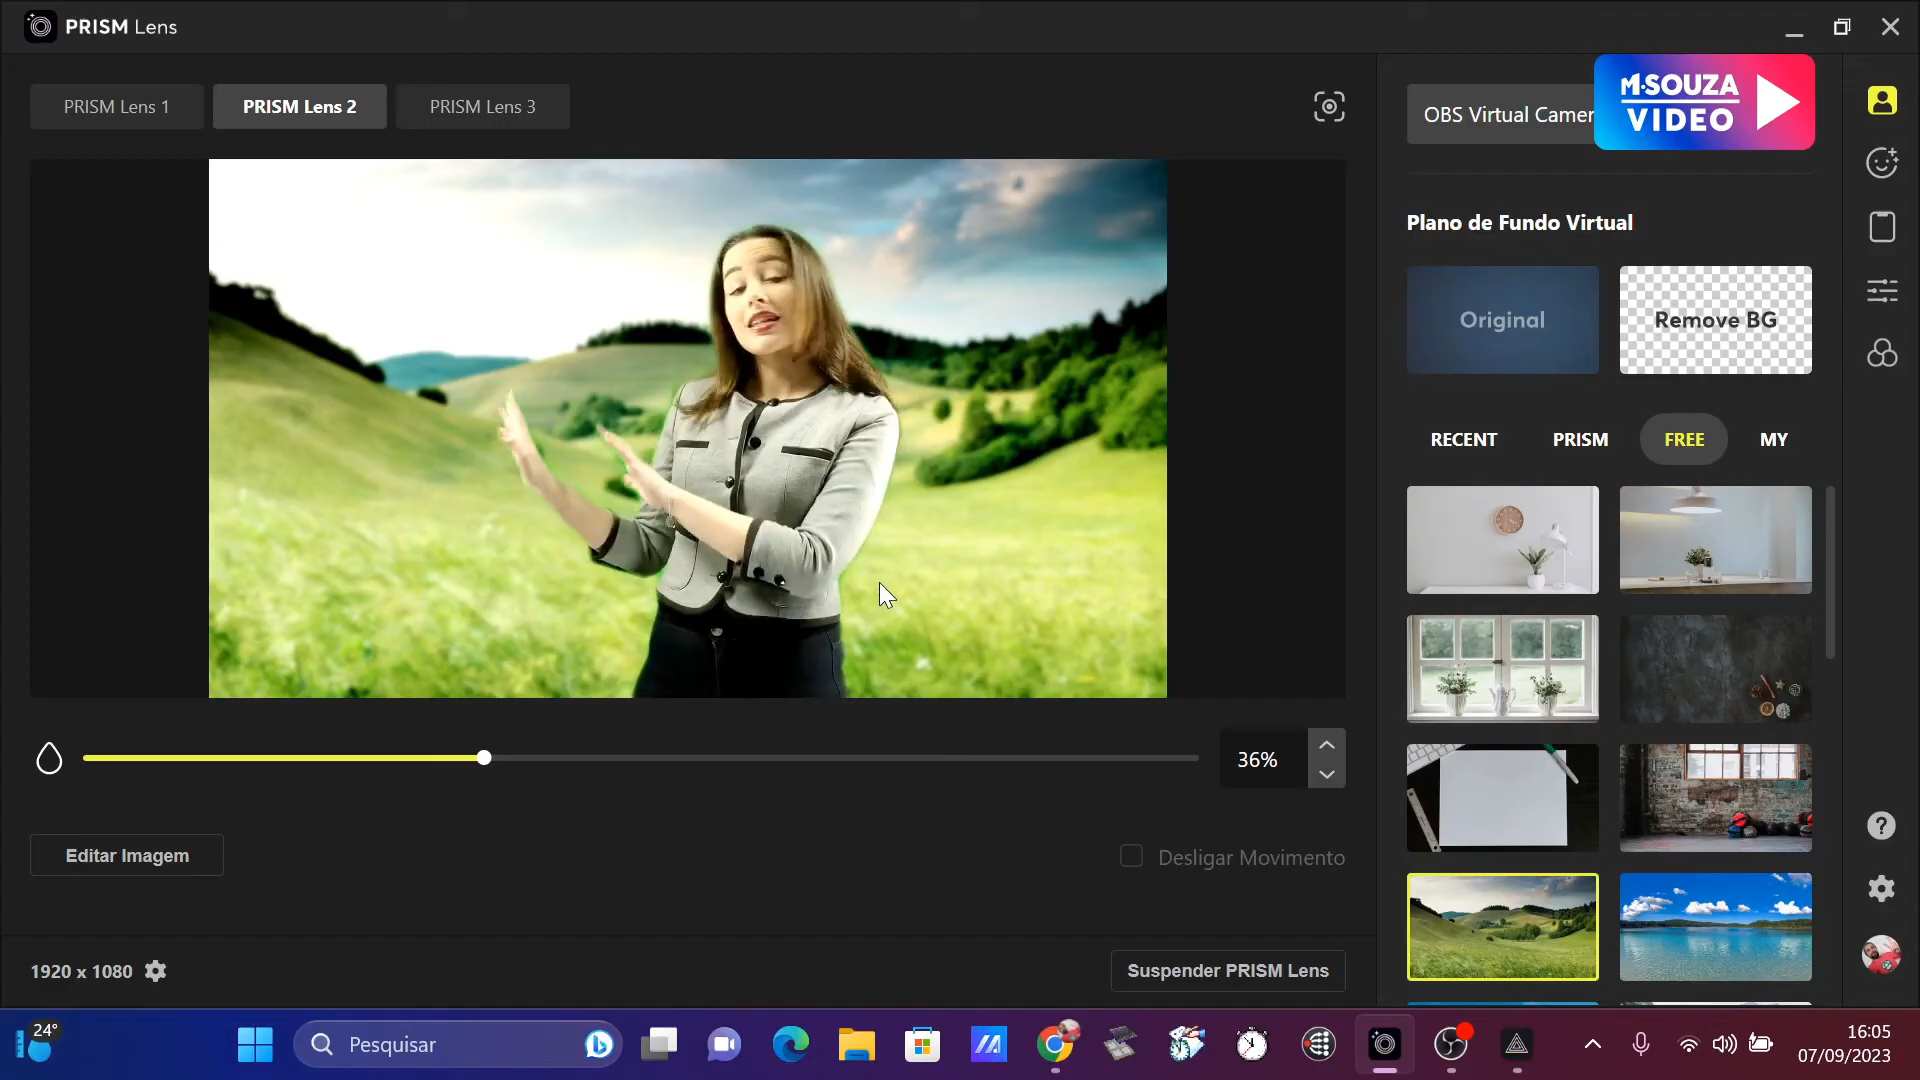 PRISM Lens
PRISM Lens 1
PRISM Lens 2
PRISM Lens 3
OBS Virtual Camer
M·SOUZA
VIDEO
Plano de Fundo Virtual
Original
Remove BG
RECENT
PRISM
FREE
MY
36%
Editar Imagem
Desligar Movimento
1920 x 1080
Suspender PRISM Lens
24°
Pesquisar
16:05
07/09/2023